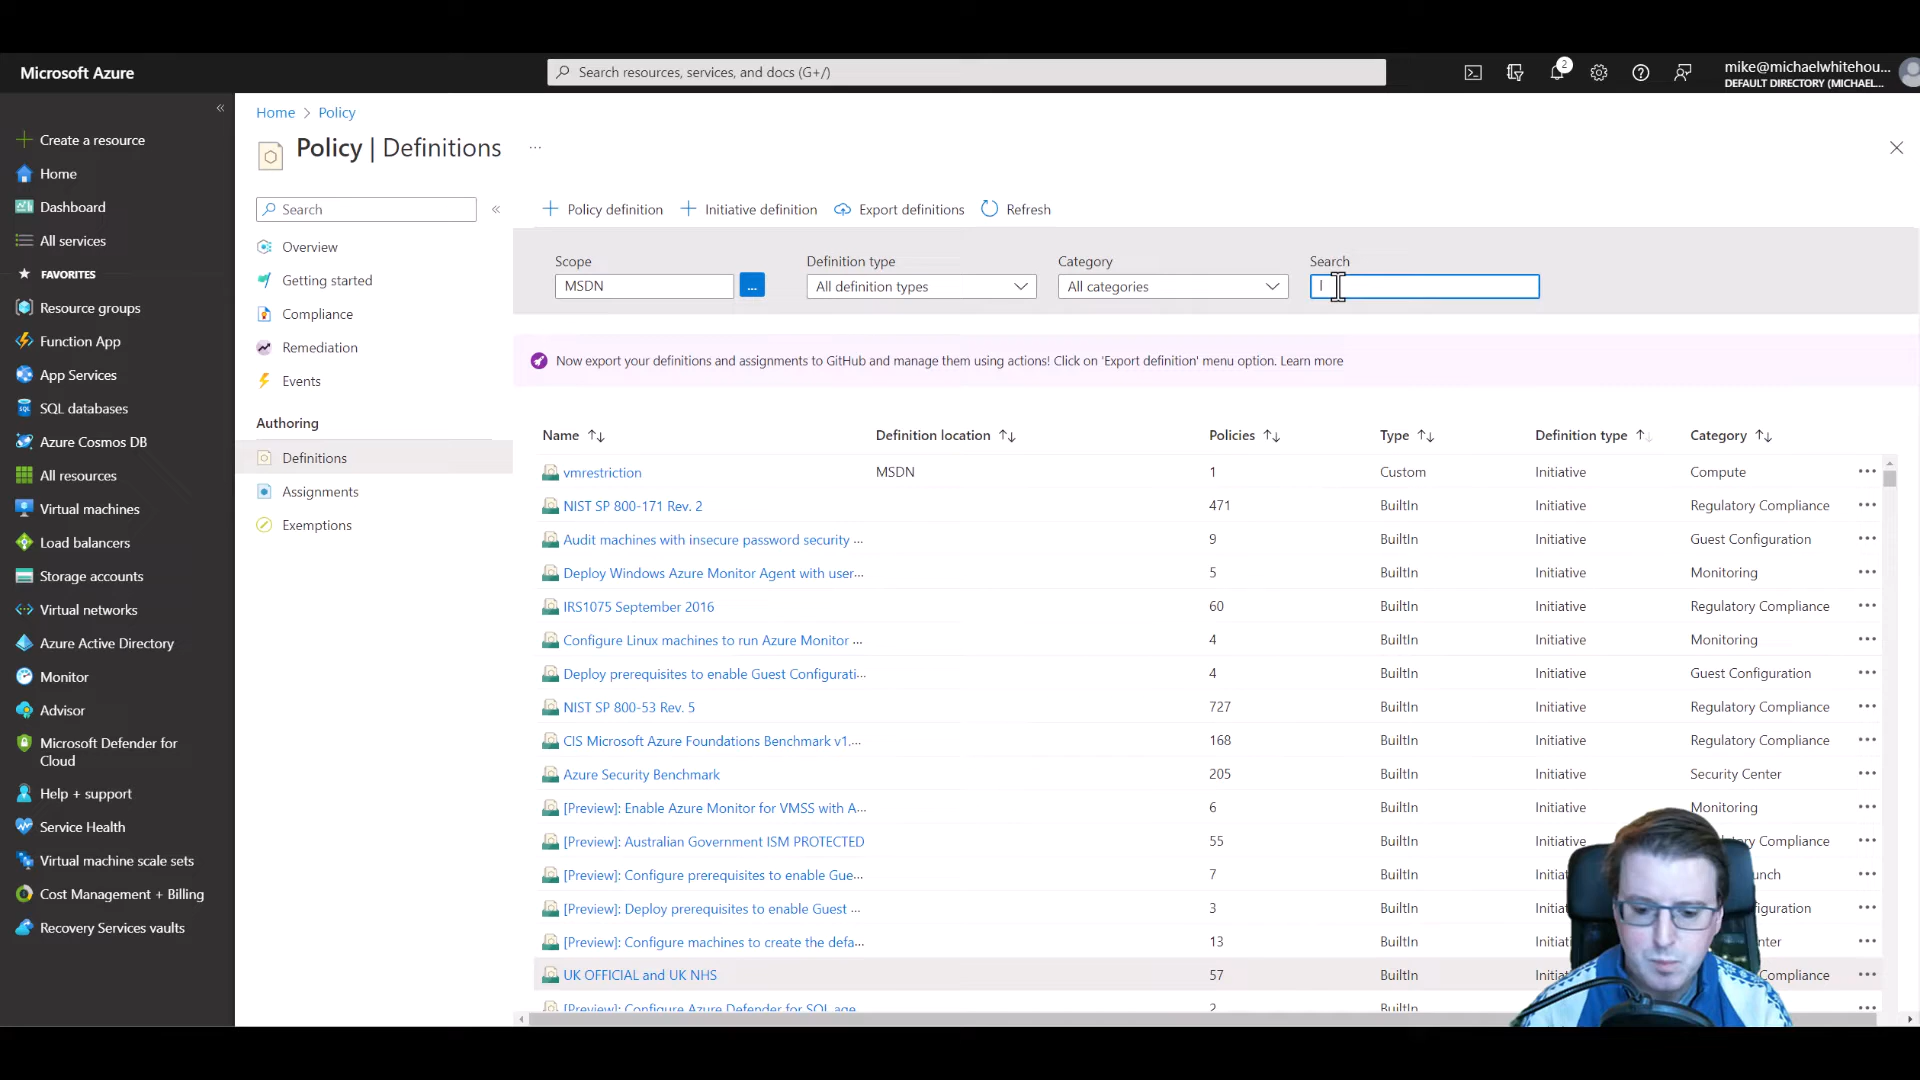 Microsoft Azure
Search resources, services, and docs (G+/)
2
mike@michaelwhitehou...
DEFAULT DIRECTORY (MICHAEL...
Create a resource
Home
Dashboard
All services
FAVORITES
Resource groups
Function App
App Services
SQL databases
Azure Cosmos DB
All resources
Virtual machines
Load balancers
Storage accounts
Virtual networks
Azure Active Directory
Monitor
Advisor
Microsoft Defender for
Cloud
Help + support
Service Health
Virtual machine scale sets
Cost Management + Billing
Recovery Services vaults
Home > Policy
Policy | Definitions ...
Search
Overview
Getting started
Compliance
Remediation
Events
Authoring
Definitions
Assignments
Exemptions
Policy definition Initiative definition Export definitions Refresh
Scope Definition type Category Search
MSDN ... All definition types All categories
Now export your definitions and assignments to GitHub and manage them using actions! Click on 'Export definition' menu option. Learn more
Name Definition location Policies Type Definition type Category
vmrestriction MSDN 1 Custom Initiative Compute
NIST SP 800-171 Rev. 2 471 BuiltIn Initiative Regulatory Compliance
Audit machines with insecure password security ... 9 BuiltIn Initiative Guest Configuration
Deploy Windows Azure Monitor Agent with user... 5 BuiltIn Initiative Monitoring
IRS1075 September 2016 60 BuiltIn Initiative Regulatory Compliance
Configure Linux machines to run Azure Monitor ... 4 BuiltIn Initiative Monitoring
Deploy prerequisites to enable Guest Configurati... 4 BuiltIn Initiative Guest Configuration
NIST SP 800-53 Rev. 5 727 BuiltIn Initiative Regulatory Compliance
CIS Microsoft Azure Foundations Benchmark v1.... 168 BuiltIn Initiative Regulatory Compliance
Azure Security Benchmark 205 BuiltIn Initiative Security Center
[Preview]: Enable Azure Monitor for VMSS with A... 6 BuiltIn Initiative Monitoring
[Preview]: Australian Government ISM PROTECTED 55 BuiltIn Compliance
[Preview]: Configure prerequisites to enable Gue... 7 BuiltIn
[Preview]: Deploy prerequisites to enable Guest ... 3 BuiltIn
[Preview]: Configure machines to create the defa... 13 BuiltIn
UK OFFICIAL and UK NHS 57 BuiltIn Compliance
[Preview]: Configure Azure Defender for SQL age... 2